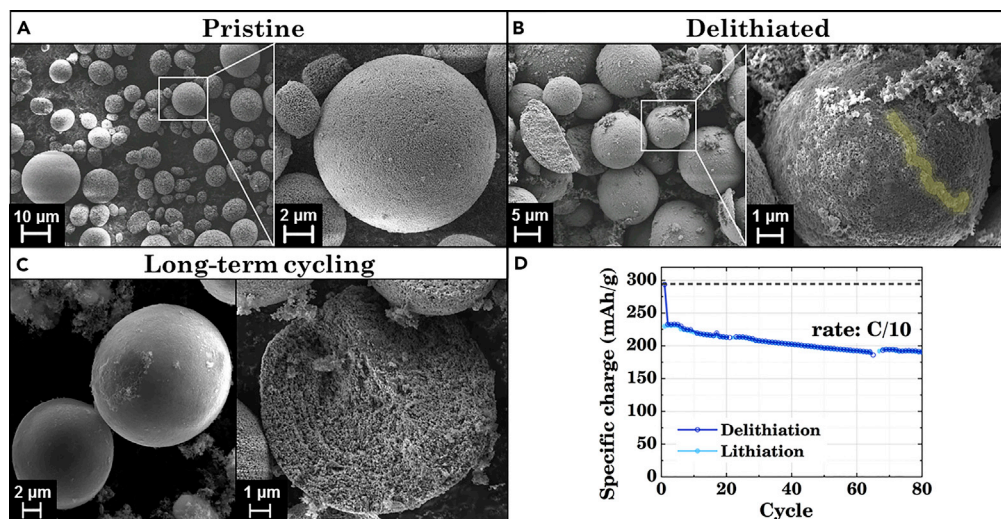 A
Pristine
10 µm
2 µm
B
Delithiated
5 µm
1 µm
C
Long-term cycling
2 µm
1 µm
D
Specific charge (mAh/g)
300
250
200
150
100
50
0
rate: C/10
Delithiation
Lithiation
0 20 40 60 80
Cycle